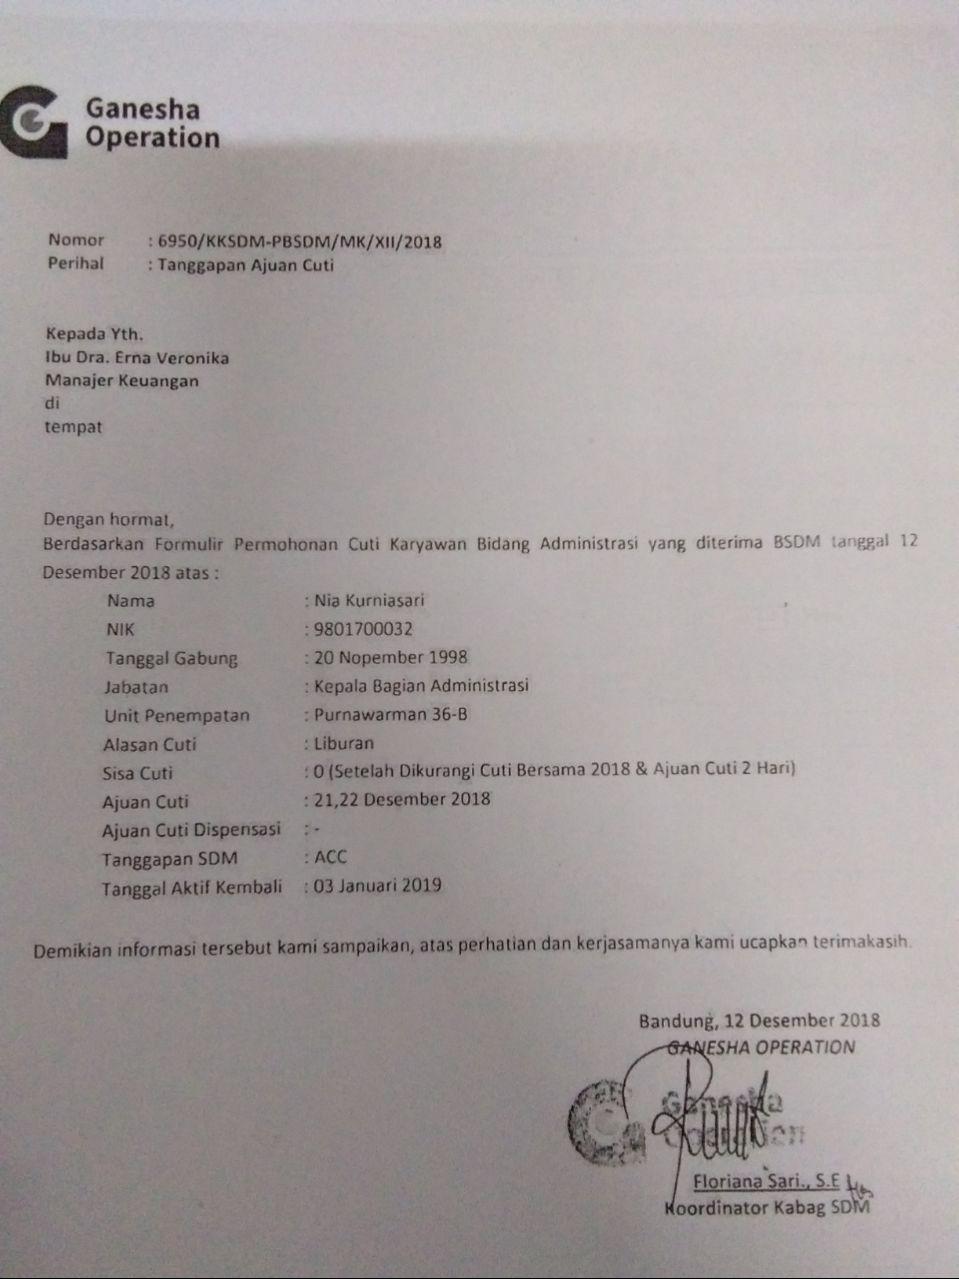 Ganesha
Operation
Nomor : 6950/KKSDM-PBSDM/MK/XII/2018
Perihal : Tanggapan Ajuan Cuti
Kepada Yth.
Ibu Dra. Erna Veronika
Manajer Keuangan
di
tempat
Dengan hormat,
Berdasarkan Formulir Permohonan Cuti Karyawan Bidang Administrasi yang diterima BSDM tanggal 12
Desember 2018 atas :
Nama : Nia Kurniasari
NIK : 9801700032
Tanggal Gabung : 20 Nopember 1998
Jabatan : Kepala Bagian Administrasi
Unit Penempatan : Purnawarman 36-B
Alasan Cuti : Liburan
Sisa Cuti : 0 (Setelah Dikurangi Cuti Bersama 2018 & Ajuan Cuti 2 Hari)
Ajuan Cuti : 21,22 Desember 2018
Ajuan Cuti Dispensasi : -
Tanggapan SDM : ACC
Tanggal Aktif Kembali : 03 Januari 2019
Demikian informasi tersebut kami sampaikan, atas perhatian dan kerjasamanya kami ucapkan terimakasih.
Bandung, 12 Desember 2018
GANESHA OPERATION
Ganesha
Operation
Floriana Sari., S.E
Koordinator Kabag SDM